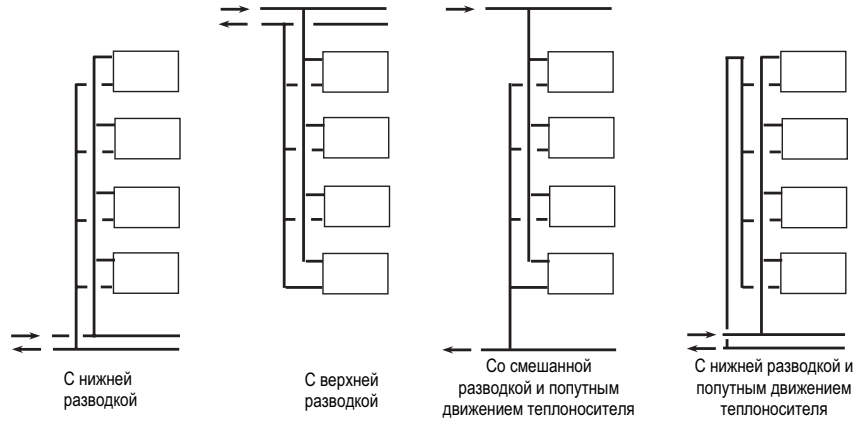 С нижней
разводкой
С верхней
разводкой
Со смешанной
разводкой и попутным
движением теплоносителя
С нижней разводкой и
попутным движением
теплоносителя